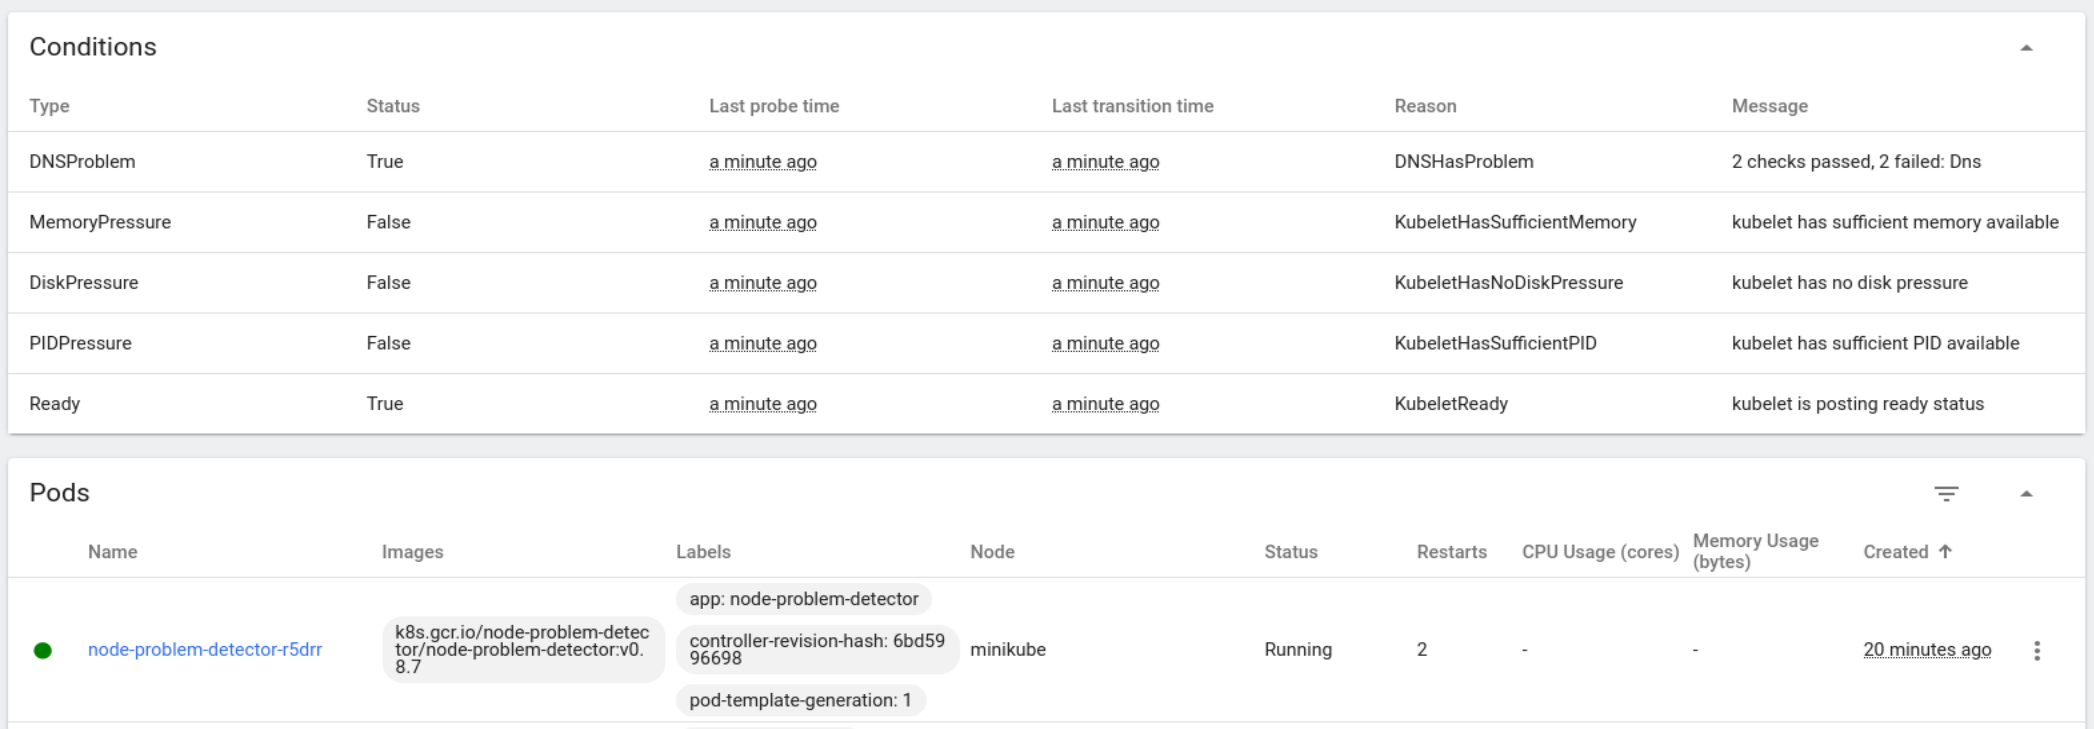 Conditions
Type Status Last probe time Last transition time Reason Message
DNSProblem True a minute ago a minute ago DNSHasProblem 2 checks passed, 2 failed: Dns
MemoryPressure False a minute ago a minute ago KubeletHasSufficientMemory kubelet has sufficient memory available
DiskPressure False a minute ago a minute ago KubeletHasNoDiskPressure kubelet has no disk pressure
PIDPressure False a minute ago a minute ago KubeletHasSufficientPID kubelet has sufficient PID available
Ready True a minute ago a minute ago KubeletReady kubelet is posting ready status
Pods
Name Images Labels Node Status Restarts CPU Usage (cores) Memory Usage (bytes) Created
node-problem-detector-r5drr
k8s.gcr.io/node-problem-detec
tor/node-problem-detector:v0.
8.7
app: node-problem-detector
controller-revision-hash: 6bd59
96698
pod-template-generation: 1
minikube Running 2 - - 20 minutes ago